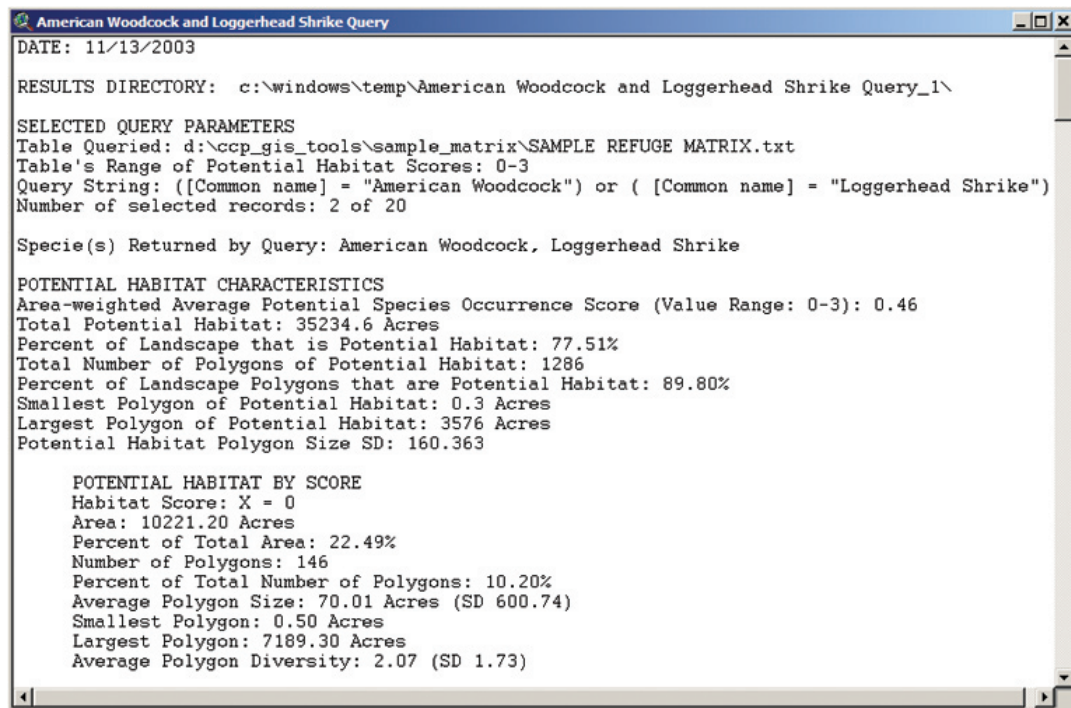 American Woodcock and Loggerhead Shrike Query
DATE: 11/13/2003
RESULTS DIRECTORY:  c:\windows\temp\American Woodcock and Loggerhead Shrike Query_1\
SELECTED QUERY PARAMETERS
Table Queried: d:\ccp_gis_tools\sample_matrix\SAMPLE REFUGE MATRIX.txt
Table's Range of Potential Habitat Scores: 0-3
Query String: ([Common name] = "American Woodcock") or ( [Common name] = "Loggerhead Shrike")
Number of selected records: 2 of 20
Specie(s) Returned by Query: American Woodcock, Loggerhead Shrike
POTENTIAL HABITAT CHARACTERISTICS
Area-weighted Average Potential Species Occurrence Score (Value Range: 0-3): 0.46
Total Potential Habitat: 35234.6 Acres
Percent of Landscape that is Potential Habitat: 77.51%
Total Number of Polygons of Potential Habitat: 1286
Percent of Landscape Polygons that are Potential Habitat: 89.80%
Smallest Polygon of Potential Habitat: 0.3 Acres
Largest Polygon of Potential Habitat: 3576 Acres
Potential Habitat Polygon Size SD: 160.363
POTENTIAL HABITAT BY SCORE
Habitat Score: X = 0
Area: 10221.20 Acres
Percent of Total Area: 22.49%
Number of Polygons: 146
Percent of Total Number of Polygons: 10.20%
Average Polygon Size: 70.01 Acres (SD 600.74)
Smallest Polygon: 0.50 Acres
Largest Polygon: 7189.30 Acres
Average Polygon Diversity: 2.07 (SD 1.73)